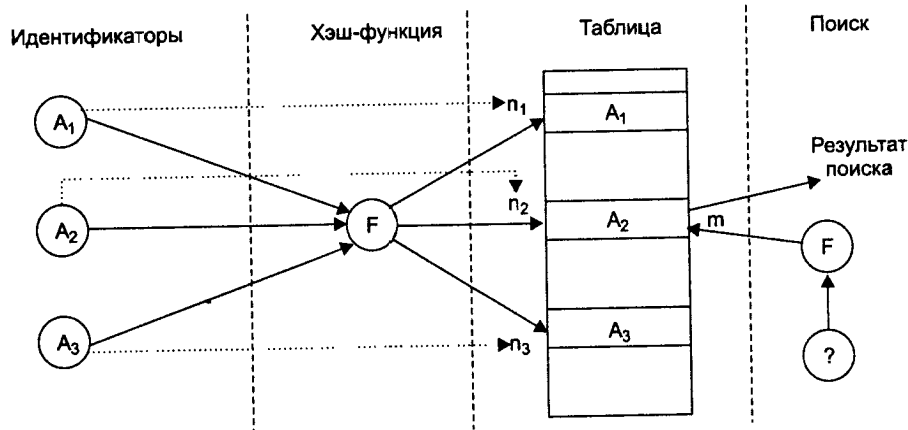 Идентификаторы
Хэш-функция
Таблица
Поиск
A₁
n₁
A₁
Результат
поиска
A₂
F
n₂
A₂
m
F
A₃
n₃
A₃
?